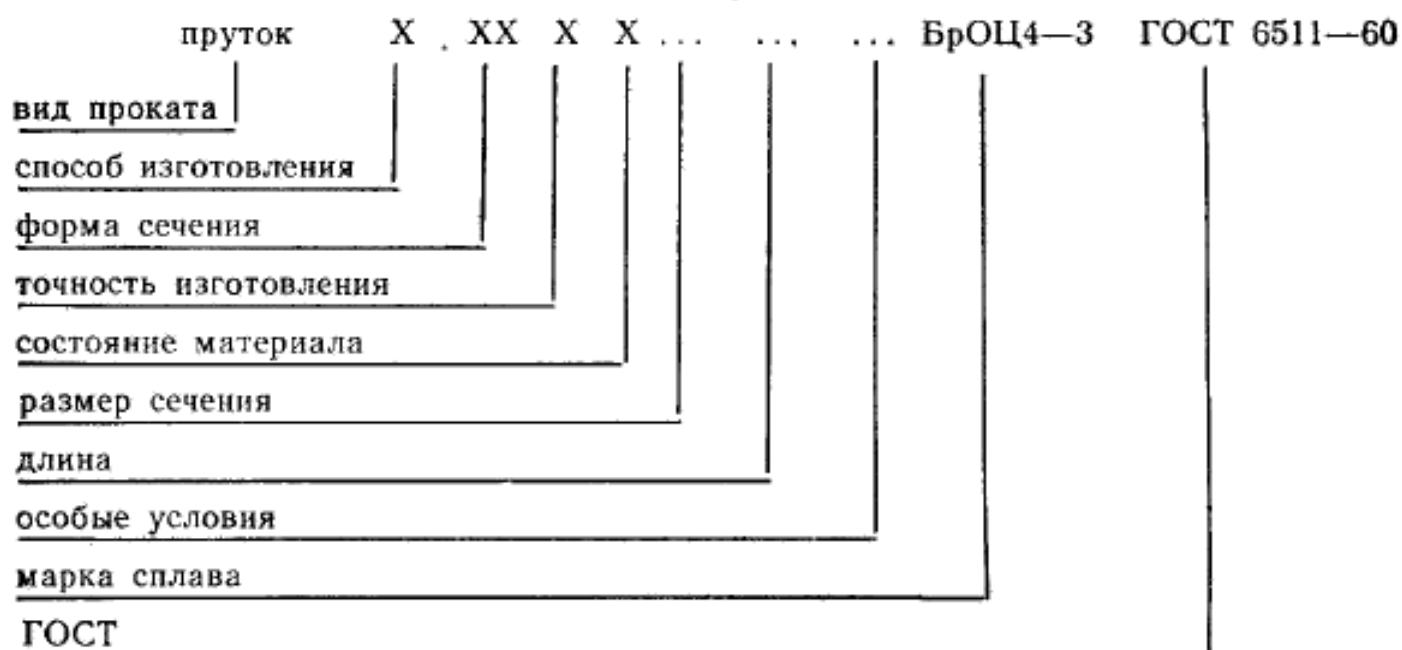 пруток X . XX X X ... ... ... БрОЦ4—3 ГОСТ 6511—60
вид проката
способ изготовления
форма сечения
точность изготовления
состояние материала
размер сечения
длина
особые условия
марка сплава
ГОСТ